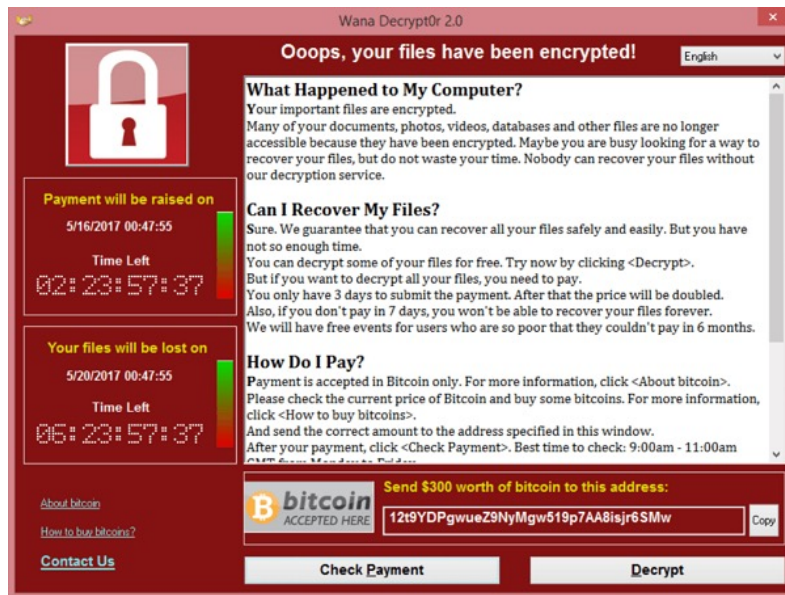 Wana Decrypt0r 2.0
Ooops, your files have been encrypted!
English
What Happened to My Computer?
Your important files are encrypted.
Many of your documents, photos, videos, databases and other files are no longer
accessible because they have been encrypted. Maybe you are busy looking for a way to
recover your files, but do not waste your time. Nobody can recover your files without
our decryption service.
Can I Recover My Files?
Sure. We guarantee that you can recover all your files safely and easily. But you have
not so enough time.
You can decrypt some of your files for free. Try now by clicking <Decrypt>.
But if you want to decrypt all your files, you need to pay.
You only have 3 days to submit the payment. After that the price will be doubled.
Also, if you don't pay in 7 days, you won't be able to recover your files forever.
We will have free events for users who are so poor that they couldn't pay in 6 months.
How Do I Pay?
Payment is accepted in Bitcoin only. For more information, click <About bitcoin>.
Please check the current price of Bitcoin and buy some bitcoins. For more information,
click <How to buy bitcoins>.
And send the correct amount to the address specified in this window.
After your payment, click <Check Payment>. Best time to check: 9:00am - 11:00am
GMT from Monday to Friday.
Payment will be raised on
5/16/2017 00:47:55
Time Left
02:23:57:37
Your files will be lost on
5/20/2017 00:47:55
Time Left
06:23:57:37
About bitcoin
How to buy bitcoins?
Contact Us
bitcoin
ACCEPTED HERE
Send $300 worth of bitcoin to this address:
12t9YDPgwueZ9NyMgw519p7AA8isjr6SMw
Copy
Check Payment
Decrypt